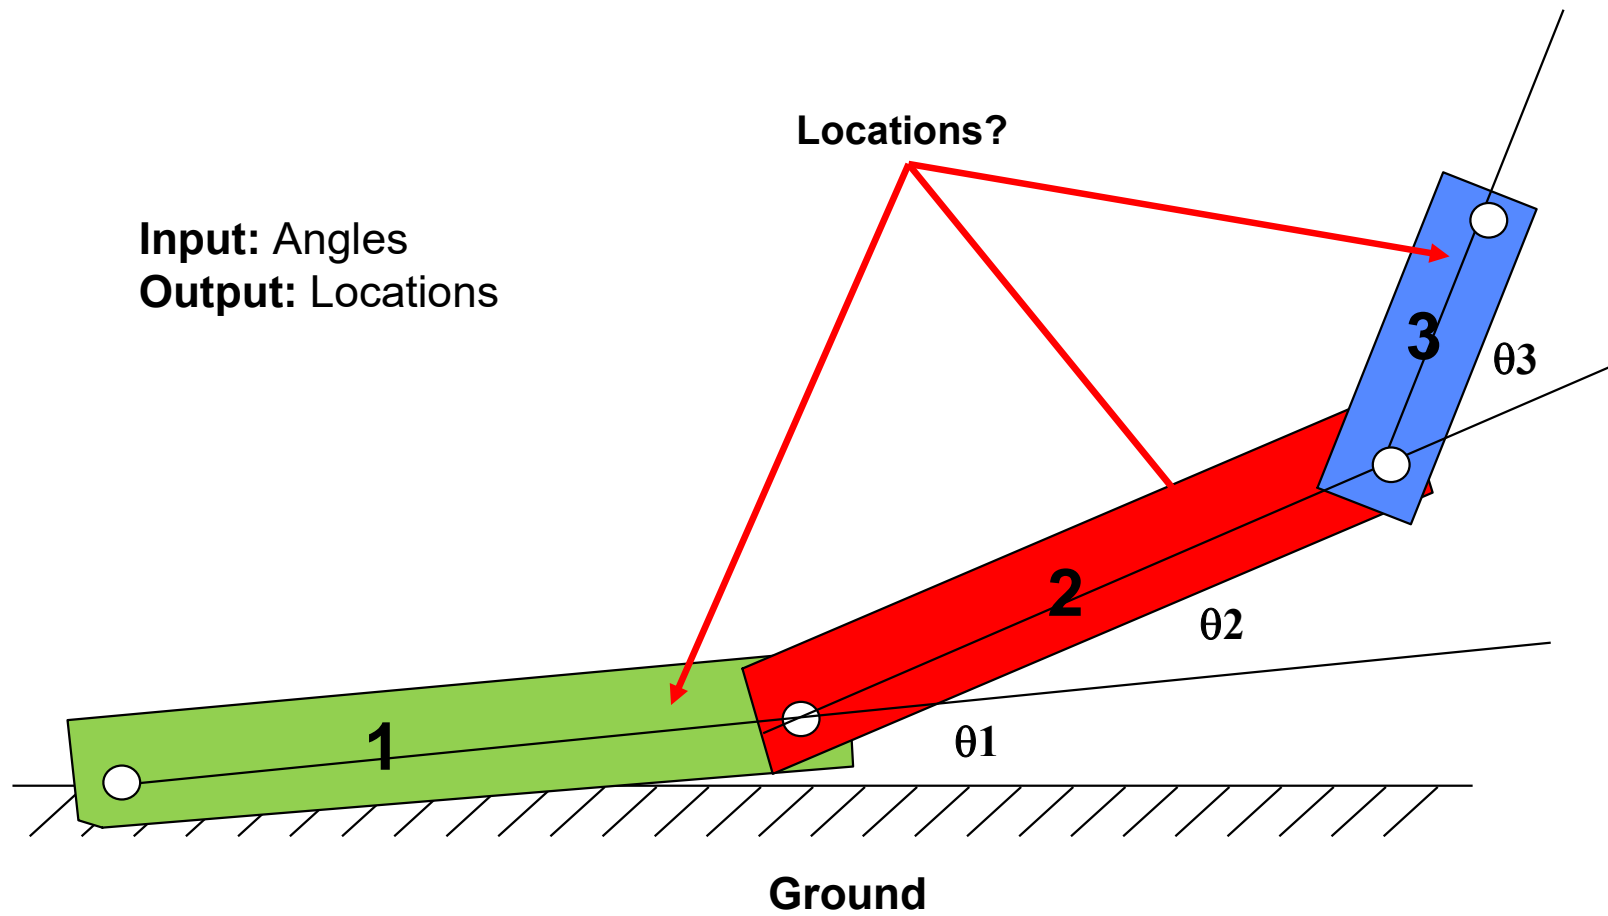 Locations?
Input: Angles
Output: Locations
3
θ3
2
θ2
1
θ1
Ground